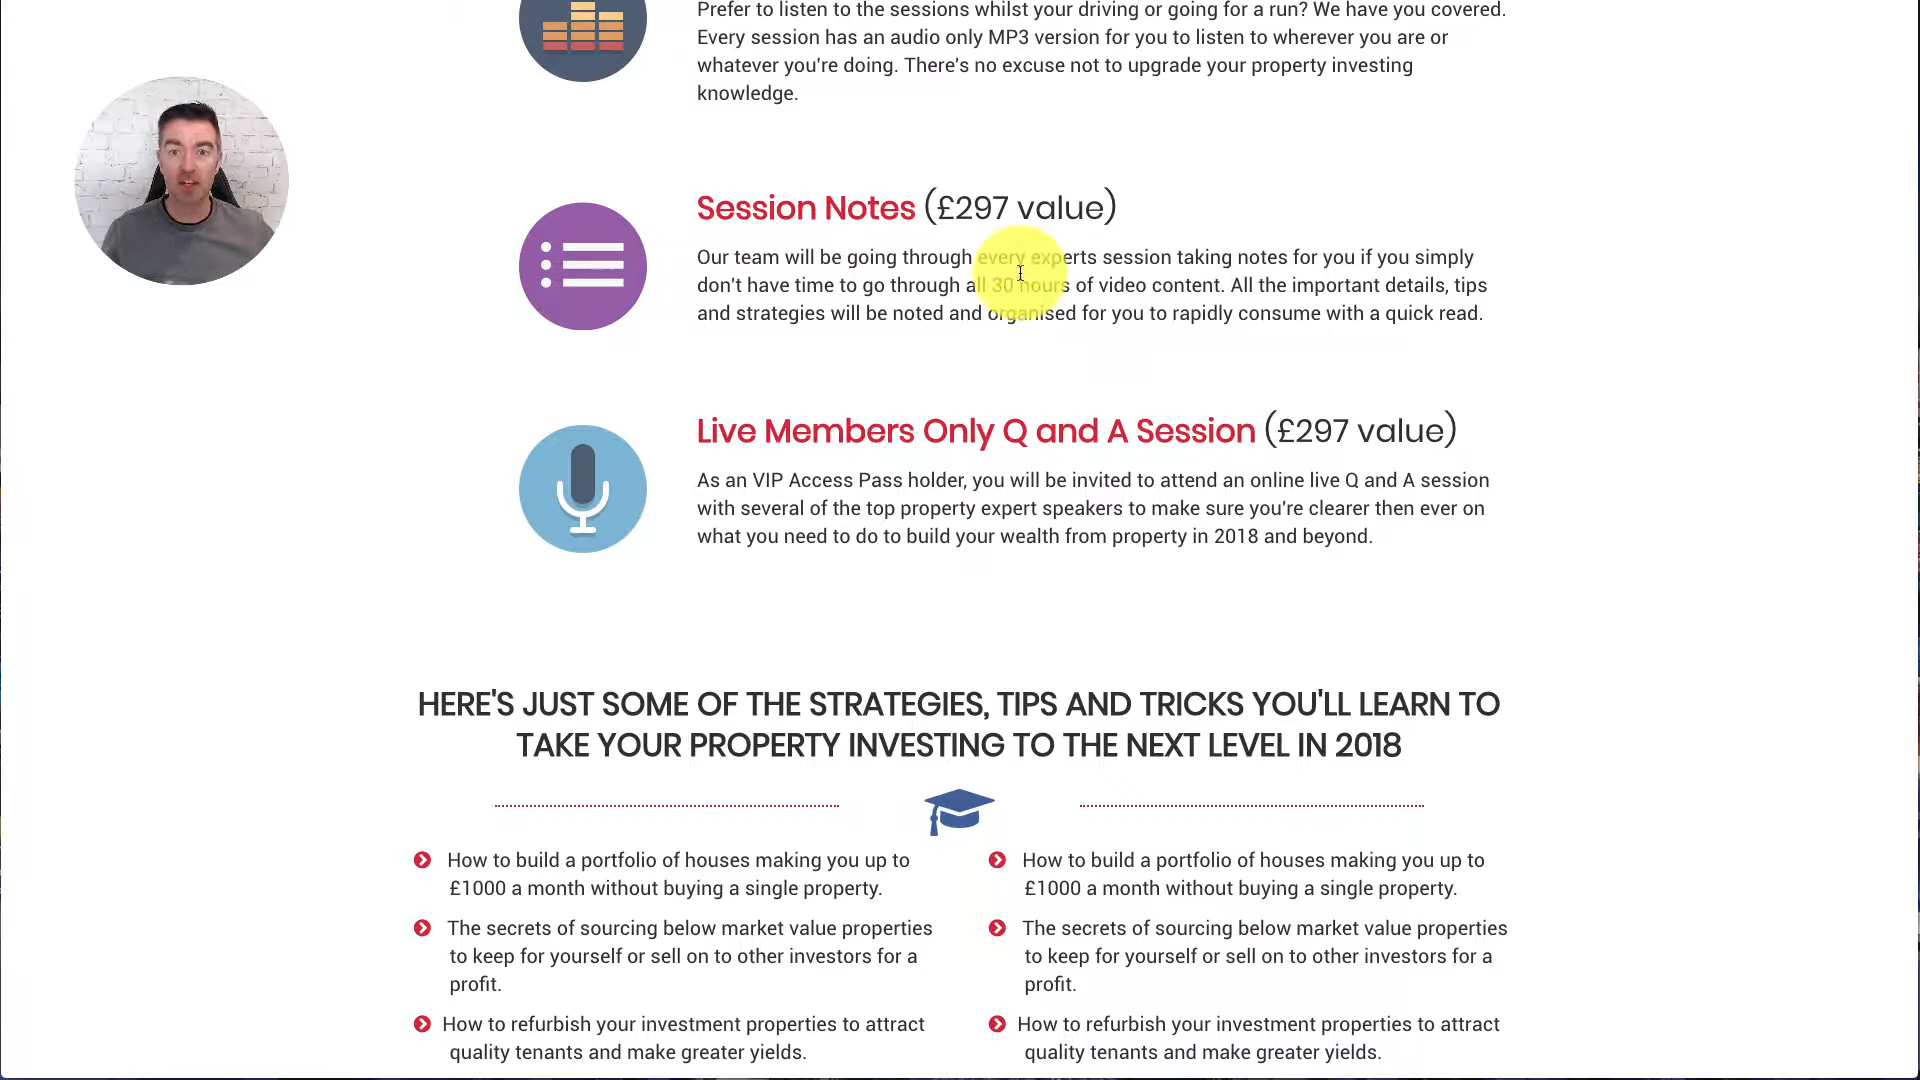 Prefer to listen to the sessions whilst your driving or going for a run? We have you covered.
Every session has an audio only MP3 version for you to listen to wherever you are or
whatever you're doing. There's no excuse not to upgrade your property investing
knowledge.
Session Notes (£297 value)
Our team will be going through every experts session taking notes for you if you simply
don't have time to go through all 30 hours of video content. All the important details, tips
and strategies will be noted and organised for you to rapidly consume with a quick read.
Live Members Only Q and A Session (£297 value)
As an VIP Access Pass holder, you will be invited to attend an online live Q and A session
with several of the top property expert speakers to make sure you're clearer then ever on
what you need to do to build your wealth from property in 2018 and beyond.
HERE'S JUST SOME OF THE STRATEGIES, TIPS AND TRICKS YOU'LL LEARN TO
TAKE YOUR PROPERTY INVESTING TO THE NEXT LEVEL IN 2018
How to build a portfolio of houses making you up to
£1000 a month without buying a single property.
The secrets of sourcing below market value properties
to keep for yourself or sell on to other investors for a
profit.
How to refurbish your investment properties to attract
quality tenants and make greater yields.
How to build a portfolio of houses making you up to
£1000 a month without buying a single property.
The secrets of sourcing below market value properties
to keep for yourself or sell on to other investors for a
profit.
How to refurbish your investment properties to attract
quality tenants and make greater yields.